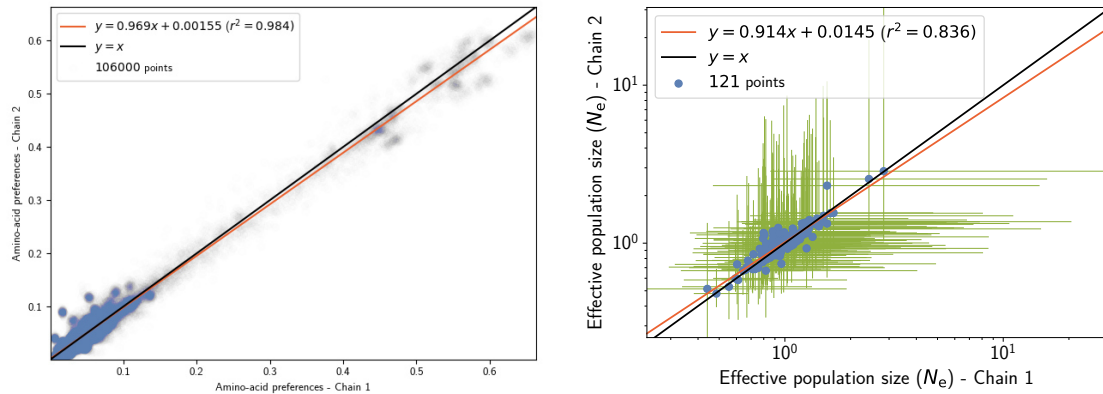 y = 0.969x + 0.00155 (r² = 0.984)
y = x
106000 points
0.6
0.5
0.4
0.3
0.2
0.1
0.1
0.2
0.3
0.4
0.5
0.6
Amino-acid preferences - Chain 2
Amino-acid preferences - Chain 1
y = 0.914x + 0.0145 (r² = 0.836)
y = x
121 points
10¹
10⁰
10⁰
10¹
Effective population size (Nₑ) - Chain 2
Effective population size (Nₑ) - Chain 1